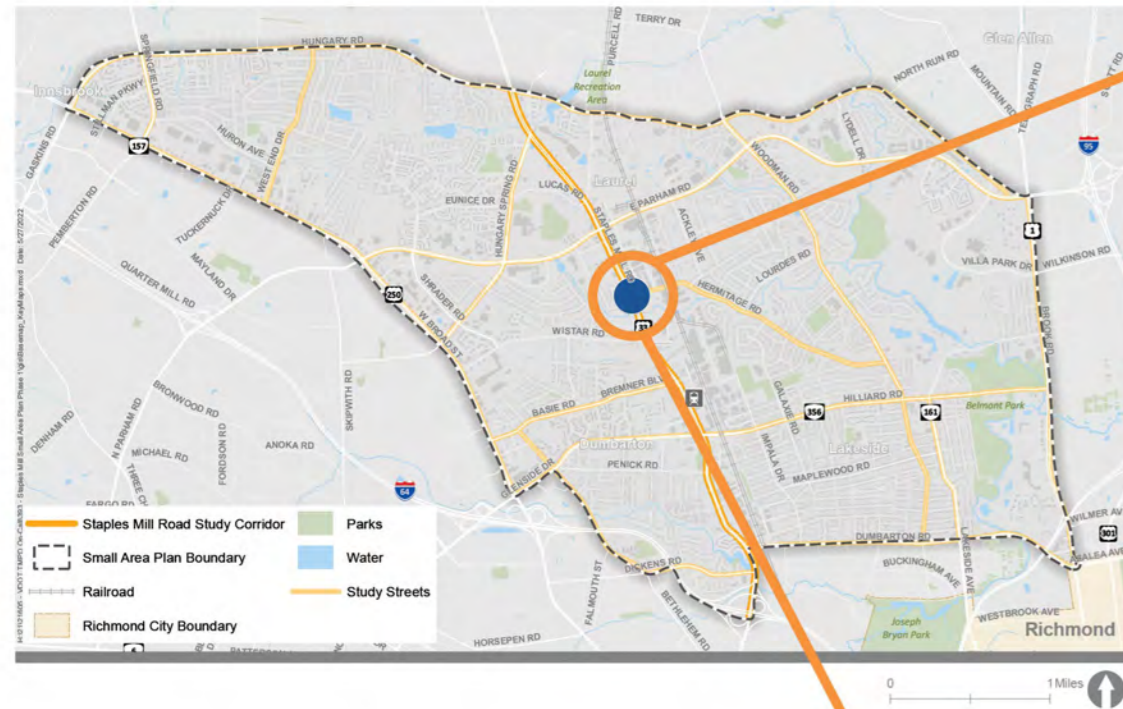 HUNGARY RD
SPRINGFIELD RD
TERRY DR
PURCELL RD
Glen Allen
Innsbrook
STILLMAN PKWY
Laurel
Recreation
Area
NORTH RUN RD
MOUNTAIN RD
TELEGRAPH RD
GASKINS RD
157
HURON AVE
WEST END DR
LYDELL DR
WOODMAN RD
95
PEMBERTON RD
LUCAS RD
Laurel
E PARHAM RD
TUCKERNUCK DR
EUNICE DR
HUNGARY SPRING RD
STAPLES MILL RD
ACKLEY AVE
1
MAYLAND DR
LOURDES RD
VILLA PARK DR
WILKINSON RD
QUARTER MILL RD
250
SHRADER RD
HERMITAGE RD
W BROAD ST
WISTAR RD
33
BROOK RD
BRONWOOD RD
SKIPWITH RD
BREMNER BLV
BASIE RD
GALAXIE RD
356
HILLIARD RD
161
Belmont Park
DENHAM RD
N PARHAM RD
FORDSON RD
ANOKA RD
Dumbarton
IMPALA DR
Lakeside
MICHAEL RD
GLENSIDE DR
PENICK RD
MAPLEWOOD RD
64
FARGO RD
WILMER AV
301
DUMBARTON RD
AZALEA AVE
LAKESIDE AVE
BUCKINGHAM AVE
DICKENS RD
FALMOUTH ST
BETHLEHEM RD
WESTBROOK AVE
Joseph
Bryan Park
Richmond
HORSEPEN RD
Staples Mill Road Study Corridor
Parks
Small Area Plan Boundary
Water
Railroad
Study Streets
Richmond City Boundary
0
1 Miles